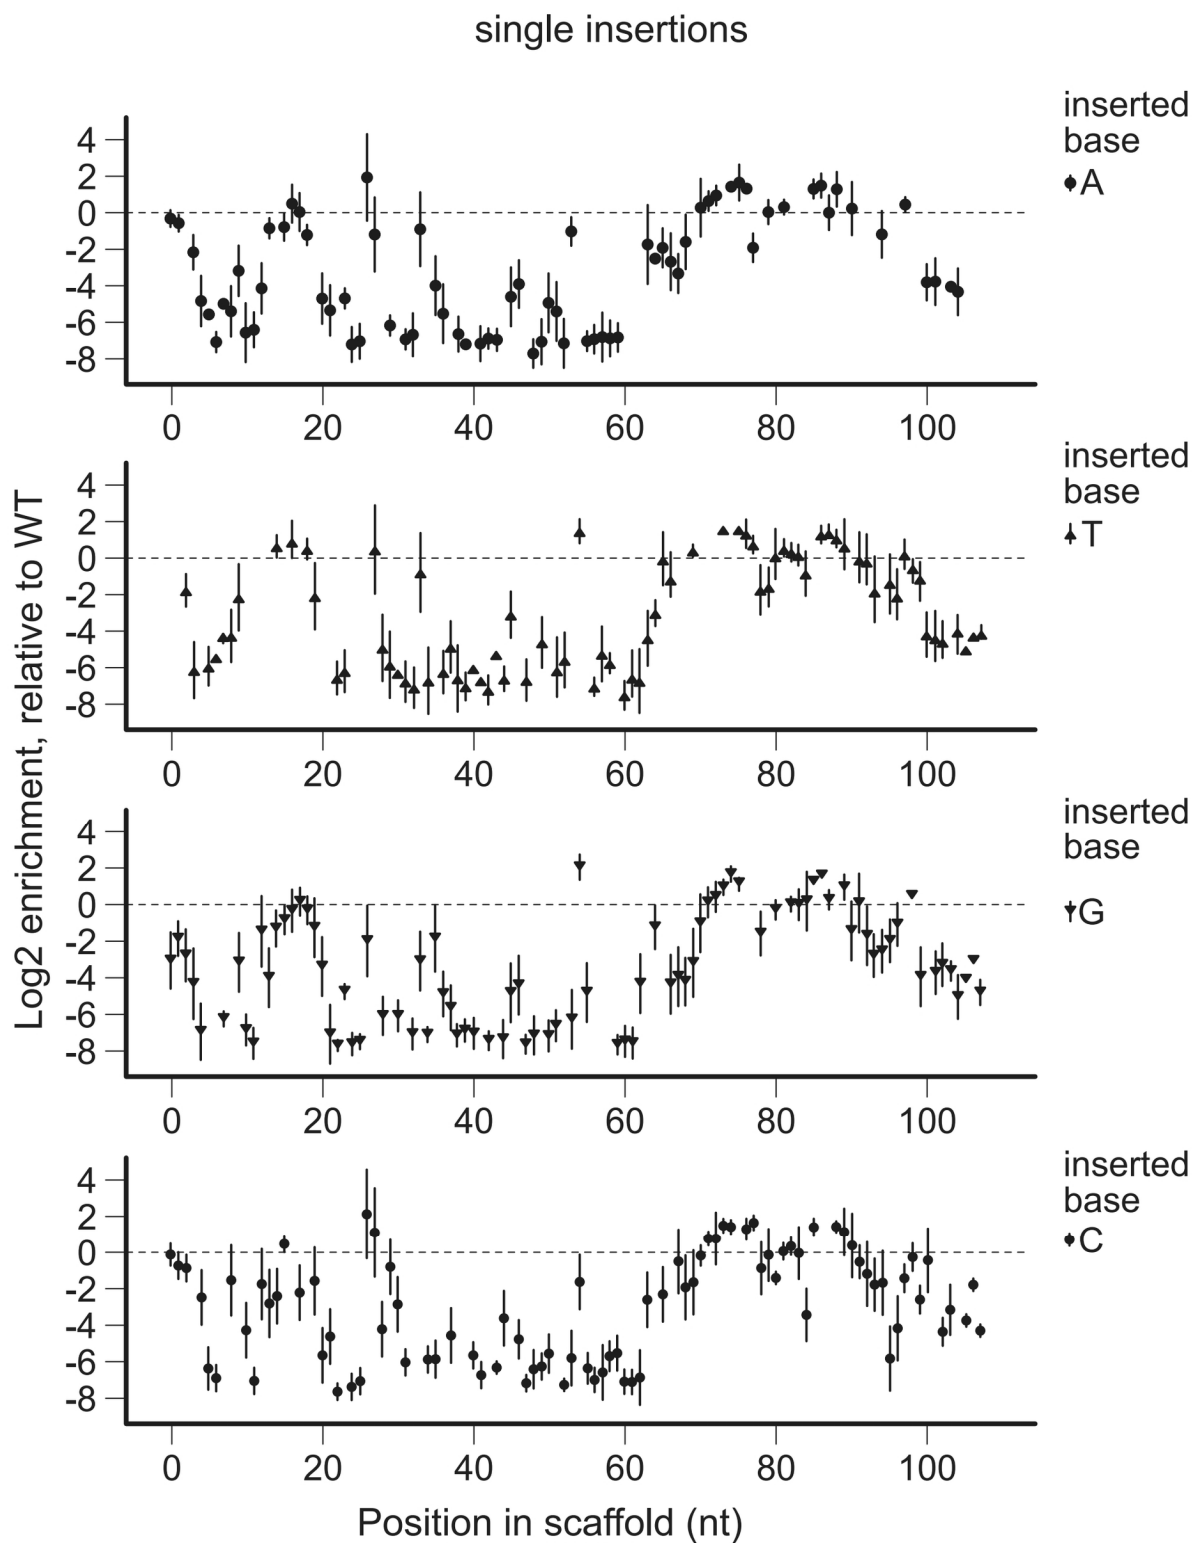 single insertions
Log2 enrichment, relative to WT
4
2
0
-2
-4
-6
-8
0 20 40 60 80 100
inserted
base
A
4
2
0
-2
-4
-6
-8
0 20 40 60 80 100
inserted
base
T
4
2
0
-2
-4
-6
-8
0 20 40 60 80 100
inserted
base
G
4
2
0
-2
-4
-6
-8
0 20 40 60 80 100
inserted
base
C
Position in scaffold (nt)